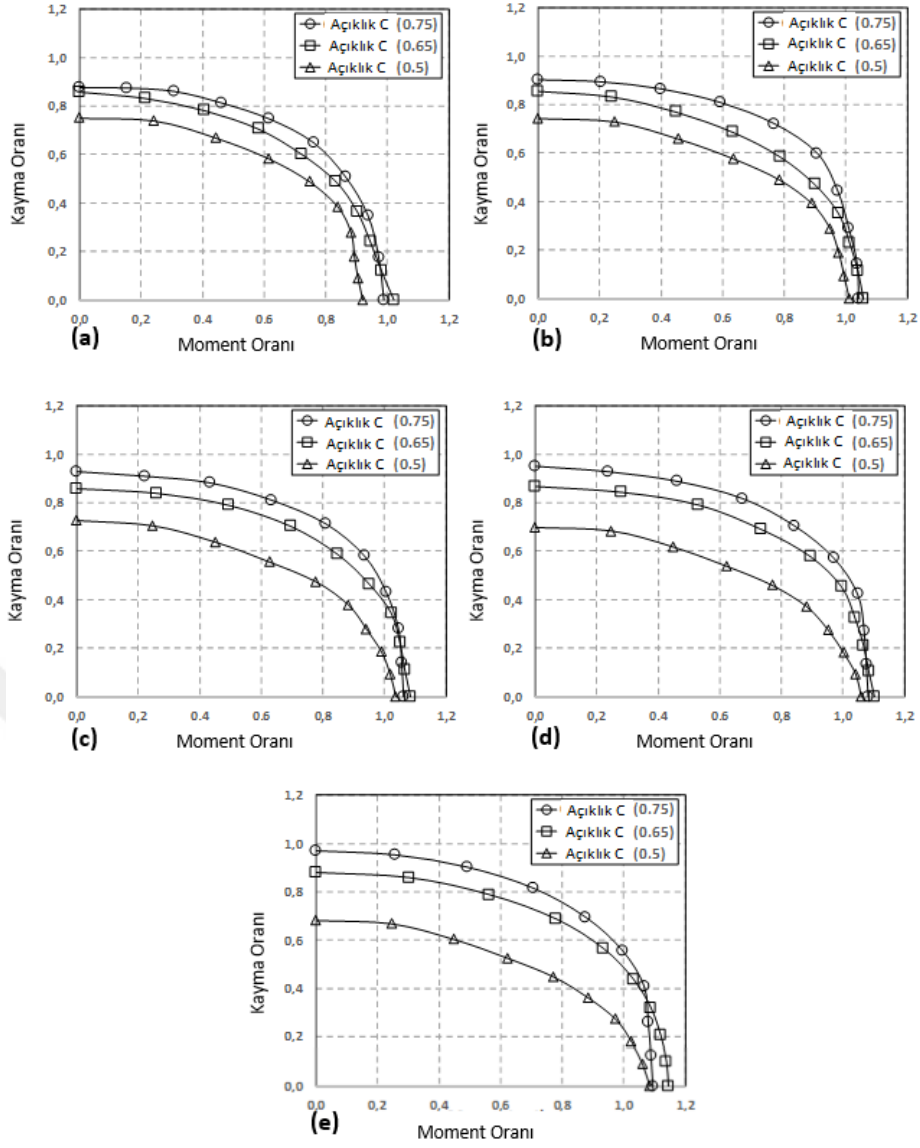 1,2
1,0
0,8
0,6
0,4
0,2
0,0
Kayma Oranı
Açıklık C (0.75)
Açıklık C (0.65)
Açıklık C (0.5)
0,0 0,2 0,4 0.6 0.8 1.0 1,2
(a) Moment Oranı
1,2
1,0
0,8
0,6
0,4
0,2
0,0
Kayma Oranı
Açıklık C (0.75)
Açıklık C (0.65)
Açıklık C (0.5)
0,0 0,2 0,4 0.6 0.8 1.0 1,2
(b) Moment Oranı
1,2
1,0
0,8
0,6
0,4
0,2
0,0
Kayma Oranı
Açıklık C (0.75)
Açıklık C (0.65)
Açıklık C (0.5)
0,0 0,2 0,4 0,6 0,8 1,0 1,2
(c) Moment Oranı
1,2
1,0
0,8
0,6
0,4
0,2
0,0
Kayma Oranı
Açıklık C (0.75)
Açıklık C (0.65)
Açıklık C (0.5)
0,0 0,2 0,4 0,6 0,8 1,0 1,2
(d) Moment Oranı
1,2
1,0
0,8
0,6
0,4
0,2
0,0
Kayma Oranı
Açıklık C (0.75)
Açıklık C (0.65)
Açıklık C (0.5)
0,0 0,2 0,4 0,6 0,8 1,0 1,2
(e) Moment Oranı